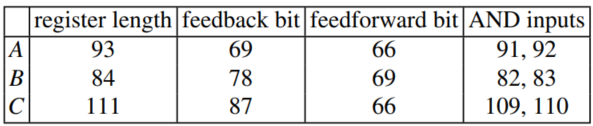 register length feedback bit feedforward bit AND inputs
A 93 69 66 91, 92
B 84 78 69 82, 83
C 111 87 66 109, 110